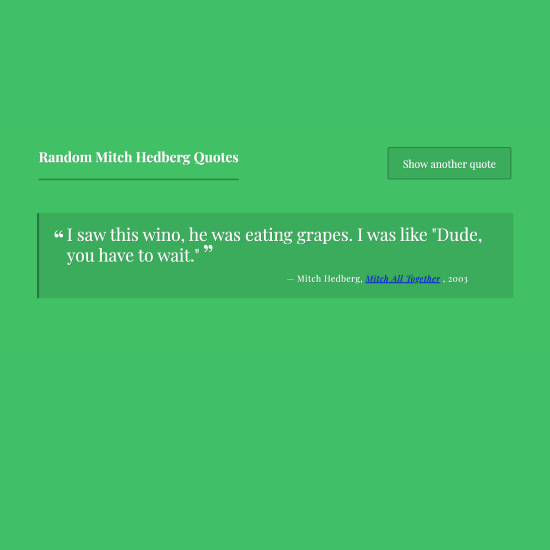 Random Mitch Hedberg Quotes
Show another quote
“ I saw this wino, he was eating grapes. I was like "Dude,
you have to wait." ”
— Mitch Hedberg, Mitch All Together , 2003